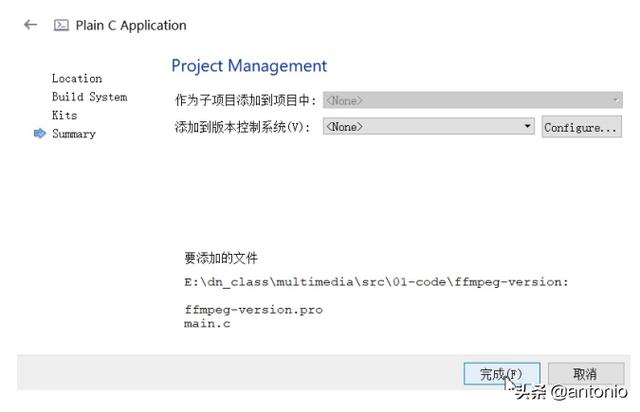 Plain C Application
Project Management
Location
Build System
Kits
Summary
作为子项目添加到项目中: <None>
添加到版本控制系统(V): <None> Configure...
要添加的文件
E:\dn_class\multimedia\src\01-code\ffmpeg-version:
ffmpeg-version.pro
main.c
完成(F) 取消
头条 @antonio